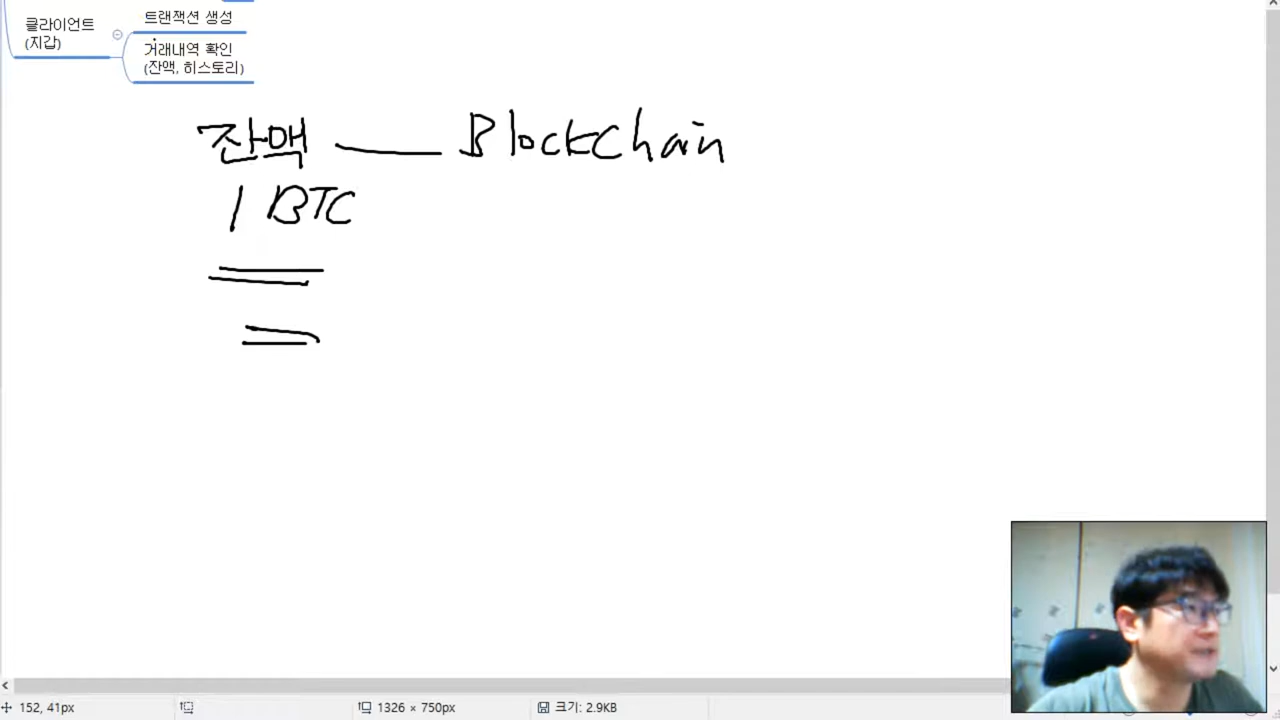 클라이언트
(지갑)
트랜잭션 생성
거래내역 확인
(잔액, 히스토리)
잔액 BlockChain
1 BTC
152, 41px
1326 × 750px
크기: 2.9KB